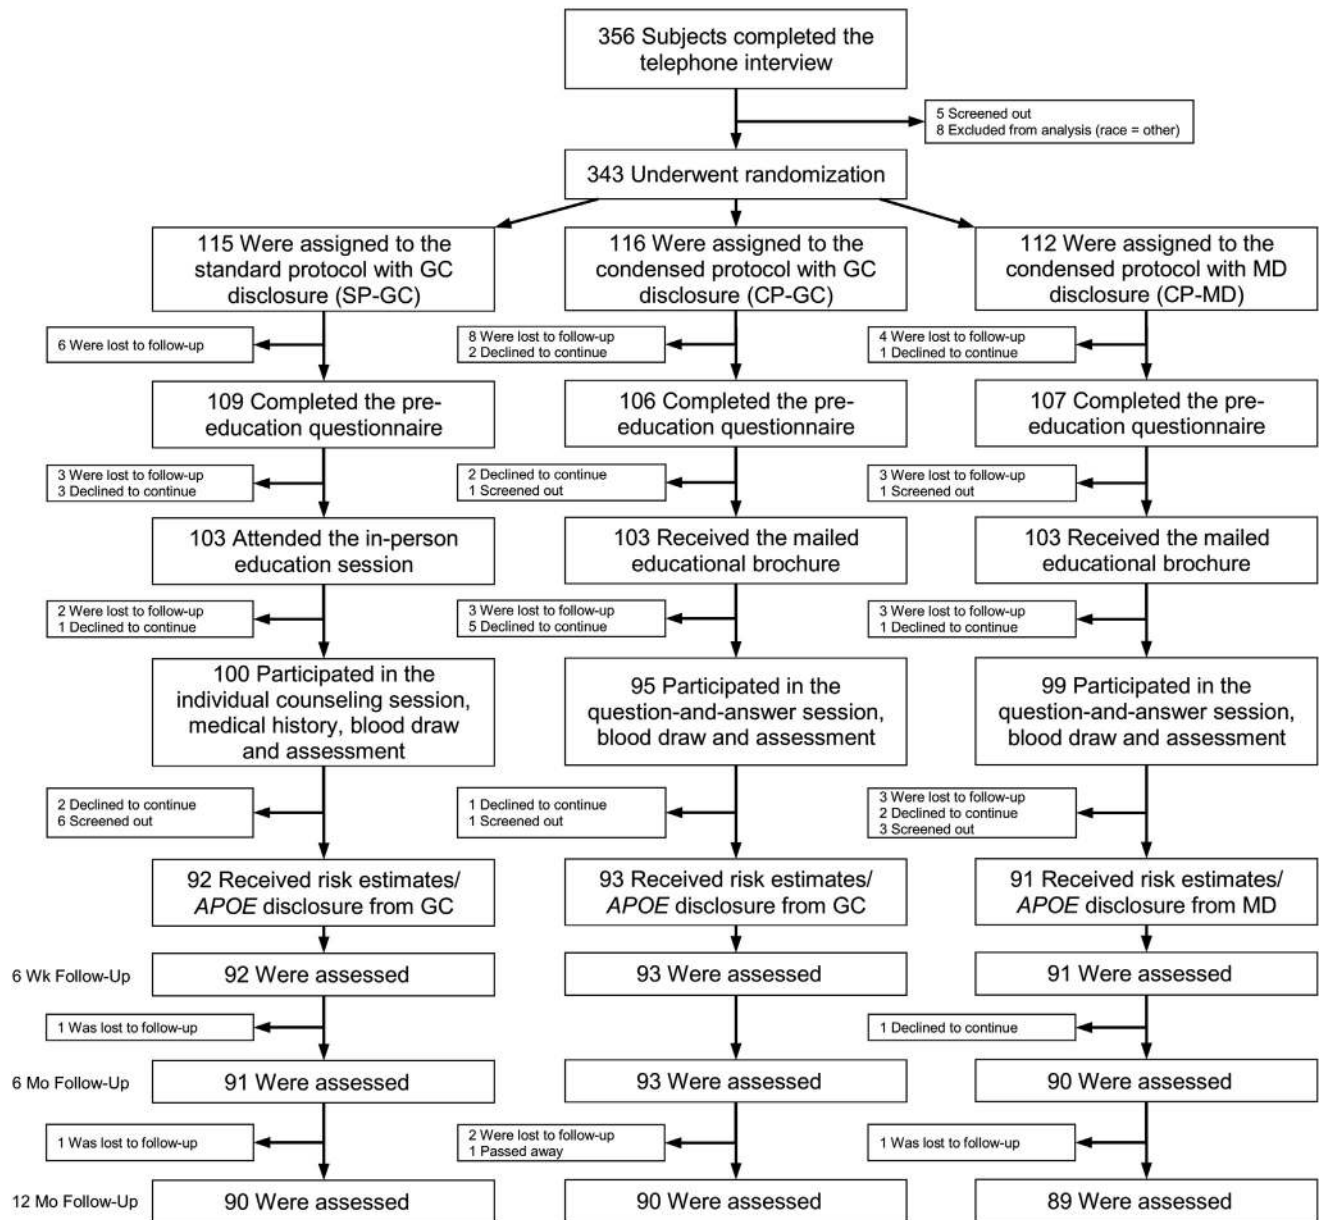 356 Subjects completed the
telephone interview
5 Screened out
8 Excluded from analysis (race = other)
343 Underwent randomization
115 Were assigned to the
standard protocol with GC
disclosure (SP-GC)
116 Were assigned to the
condensed protocol with GC
disclosure (CP-GC)
112 Were assigned to the
condensed protocol with MD
disclosure (CP-MD)
6 Were lost to follow-up
8 Were lost to follow-up
2 Declined to continue
4 Were lost to follow-up
1 Declined to continue
109 Completed the pre-
education questionnaire
106 Completed the pre-
education questionnaire
107 Completed the pre-
education questionnaire
3 Were lost to follow-up
3 Declined to continue
2 Declined to continue
1 Screened out
3 Were lost to follow-up
1 Screened out
103 Attended the in-person
education session
103 Received the mailed
educational brochure
103 Received the mailed
educational brochure
2 Were lost to follow-up
1 Declined to continue
3 Were lost to follow-up
5 Declined to continue
3 Were lost to follow-up
1 Declined to continue
100 Participated in the
individual counseling session,
medical history, blood draw
and assessment
95 Participated in the
question-and-answer session,
blood draw and assessment
99 Participated in the
question-and-answer session,
blood draw and assessment
2 Declined to continue
6 Screened out
1 Declined to continue
1 Screened out
3 Were lost to follow-up
2 Declined to continue
3 Screened out
92 Received risk estimates/
APOE disclosure from GC
93 Received risk estimates/
APOE disclosure from GC
91 Received risk estimates/
APOE disclosure from MD
6 Wk Follow-Up
92 Were assessed
93 Were assessed
91 Were assessed
1 Was lost to follow-up
1 Declined to continue
6 Mo Follow-Up
91 Were assessed
93 Were assessed
90 Were assessed
1 Was lost to follow-up
2 Were lost to follow-up
1 Passed away
1 Was lost to follow-up
12 Mo Follow-Up
90 Were assessed
90 Were assessed
89 Were assessed